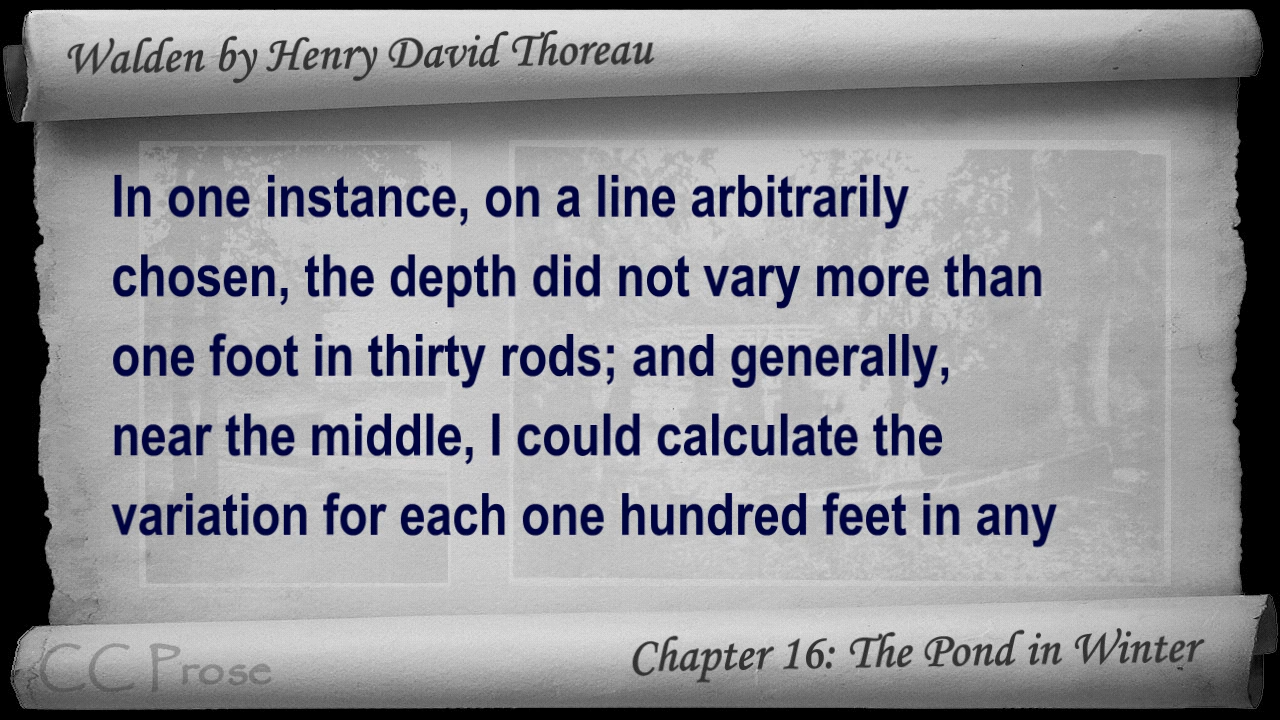 Walden by Henry David Thoreau
In one instance, on a line arbitrarily
chosen, the depth did not vary more than
one foot in thirty rods; and generally,
near the middle, I could calculate the
variation for each one hundred feet in any
CC Prose
Chapter 16: The Pond in Winter